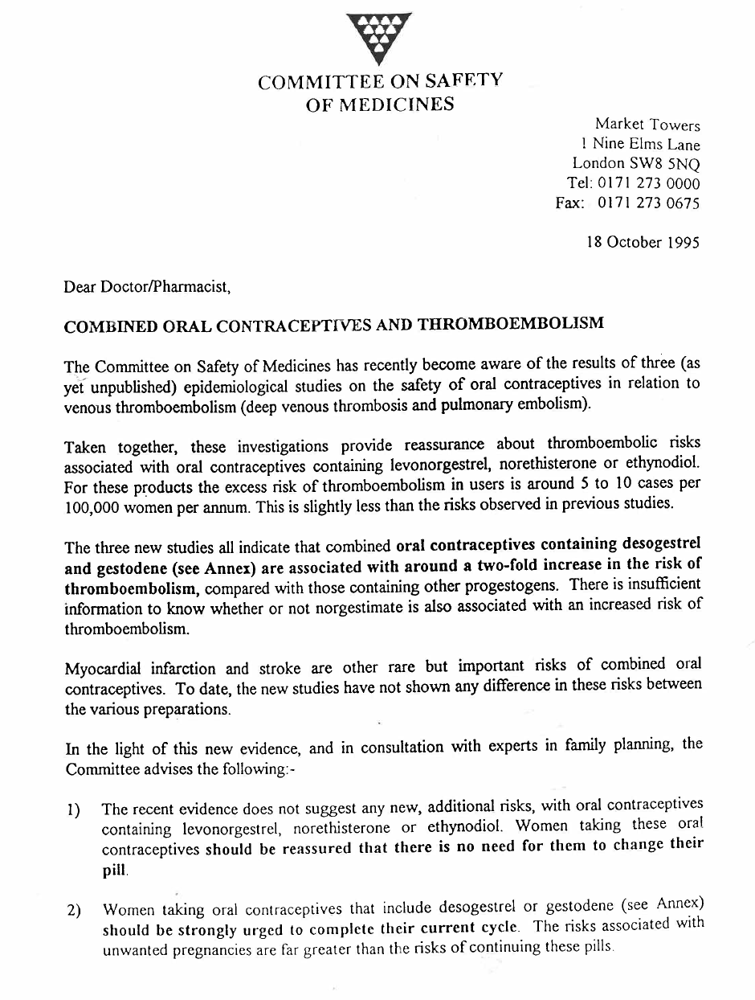 COMMITTEE ON SAFETY
OF MEDICINES
Market Towers
1 Nine Elms Lane
London SW8 5NQ
Tel: 0171 273 0000
Fax: 0171 273 0675
18 October 1995
Dear Doctor/Pharmacist,
COMBINED ORAL CONTRACEPTIVES AND THROMBOEMBOLISM
The Committee on Safety of Medicines has recently become aware of the results of three (as
yet unpublished) epidemiological studies on the safety of oral contraceptives in relation to
venous thromboembolism (deep venous thrombosis and pulmonary embolism).
Taken together, these investigations provide reassurance about thromboembolic risks
associated with oral contraceptives containing levonorgestrel, norethisterone or ethynodiol.
For these products the excess risk of thromboembolism in users is around 5 to 10 cases per
100,000 women per annum. This is slightly less than the risks observed in previous studies.
The three new studies all indicate that combined oral contraceptives containing desogestrel
and gestodene (see Annex) are associated with around a two-fold increase in the risk of
thromboembolism, compared with those containing other progestogens. There is insufficient
information to know whether or not norgestimate is also associated with an increased risk of
thromboembolism.
Myocardial infarction and stroke are other rare but important risks of combined oral
contraceptives. To date, the new studies have not shown any difference in these risks between
the various preparations.
In the light of this new evidence, and in consultation with experts in family planning, the
Committee advises the following:-
1) The recent evidence does not suggest any new, additional risks, with oral contraceptives
containing levonorgestrel, norethisterone or ethynodiol. Women taking these oral
contraceptives should be reassured that there is no need for them to change their
pill.
2) Women taking oral contraceptives that include desogestrel or gestodene (see Annex)
should be strongly urged to complete their current cycle. The risks associated with
unwanted pregnancies are far greater than the risks of continuing these pills.